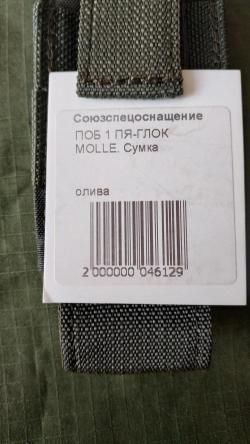 Союзспецоснащение
ПОБ 1 ПЯ-ГЛОК
MOLLE. Сумка
олива
2 000000 046129